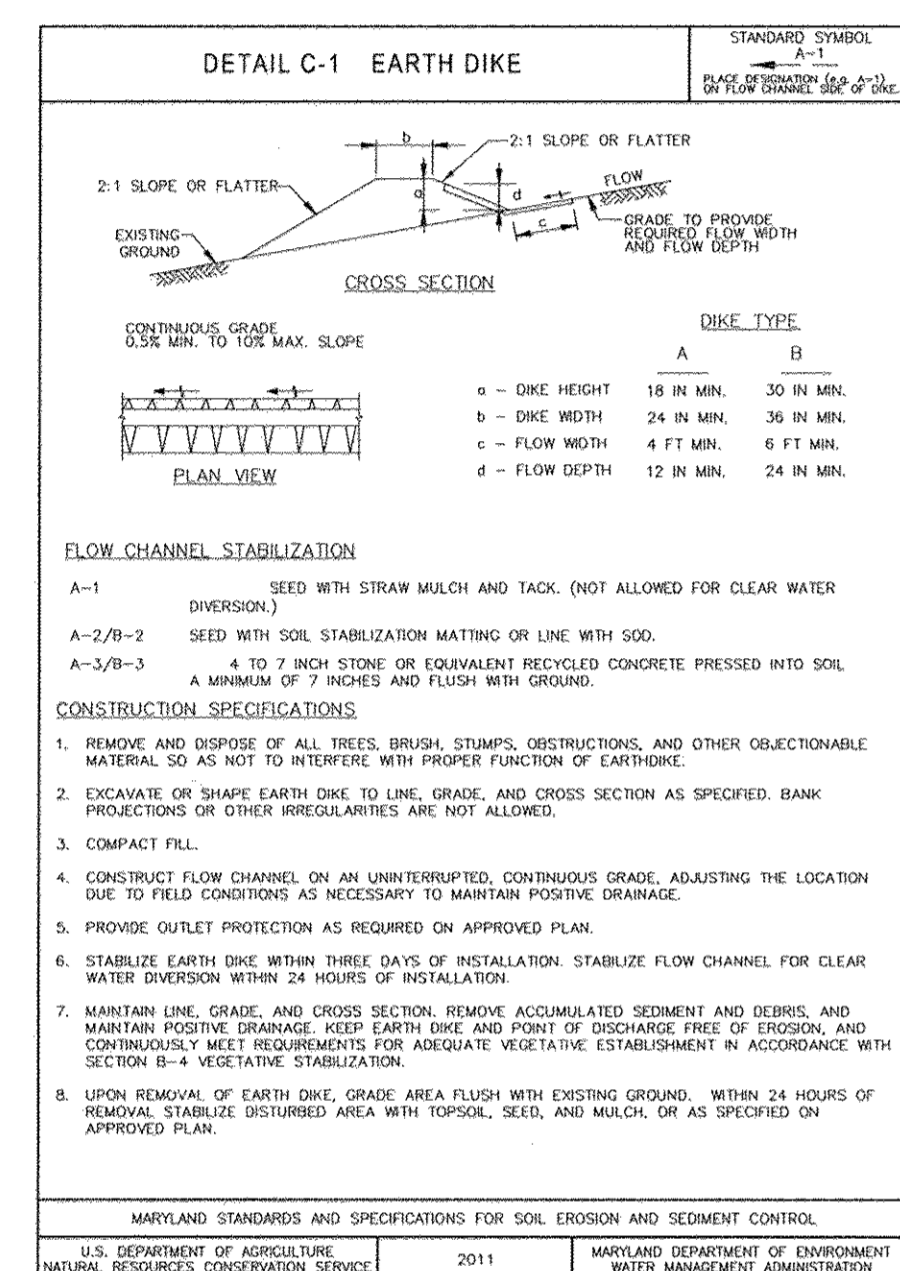 DETAIL C-1 EARTH DIKE
STANDARD SYMBOL
A-1
PLACE DESIGNATION (e.g. A-1)
ON FLOW CHANNEL SIDE OF DIKE.
b
2:1 SLOPE OR FLATTER
2:1 SLOPE OR FLATTER
a
d
FLOW
c
EXISTING
GROUND
GRADE TO PROVIDE
REQUIRED FLOW WIDTH
AND FLOW DEPTH
CROSS SECTION
CONTINUOUS GRADE
0.5% MIN. TO 10% MAX. SLOPE
PLAN VIEW
DIKE TYPE
A B
a - DIKE HEIGHT 18 IN MIN. 30 IN MIN.
b - DIKE WIDTH 24 IN MIN. 36 IN MIN.
c - FLOW WIDTH 4 FT MIN. 6 FT MIN.
d - FLOW DEPTH 12 IN MIN. 24 IN MIN.
FLOW CHANNEL STABILIZATION
A-1 SEED WITH STRAW MULCH AND TACK. (NOT ALLOWED FOR CLEAR WATER
DIVERSION.)
A-2/B-2 SEED WITH SOIL STABILIZATION MATTING OR LINE WITH SOD.
A-3/B-3 4 TO 7 INCH STONE OR EQUIVALENT RECYCLED CONCRETE PRESSED INTO SOIL
A MINIMUM OF 7 INCHES AND FLUSH WITH GROUND.
CONSTRUCTION SPECIFICATIONS
1. REMOVE AND DISPOSE OF ALL TREES, BRUSH, STUMPS, OBSTRUCTIONS, AND OTHER OBJECTIONABLE
MATERIAL SO AS NOT TO INTERFERE WITH PROPER FUNCTION OF EARTHDIKE.
2. EXCAVATE OR SHAPE EARTH DIKE TO LINE, GRADE, AND CROSS SECTION AS SPECIFIED. BANK
PROJECTIONS OR OTHER IRREGULARITIES ARE NOT ALLOWED.
3. COMPACT FILL.
4. CONSTRUCT FLOW CHANNEL ON AN UNINTERRUPTED, CONTINUOUS GRADE, ADJUSTING THE LOCATION
DUE TO FIELD CONDITIONS AS NECESSARY TO MAINTAIN POSITIVE DRAINAGE.
5. PROVIDE OUTLET PROTECTION AS REQUIRED ON APPROVED PLAN.
6. STABILIZE EARTH DIKE WITHIN THREE DAYS OF INSTALLATION. STABILIZE FLOW CHANNEL FOR CLEAR
WATER DIVERSION WITHIN 24 HOURS OF INSTALLATION.
7. MAINTAIN LINE, GRADE, AND CROSS SECTION. REMOVE ACCUMULATED SEDIMENT AND DEBRIS, AND
MAINTAIN POSITIVE DRAINAGE. KEEP EARTH DIKE AND POINT OF DISCHARGE FREE OF EROSION, AND
CONTINUOUSLY MEET REQUIREMENTS FOR ADEQUATE VEGETATIVE ESTABLISHMENT IN ACCORDANCE WITH
SECTION B-4 VEGETATIVE STABILIZATION.
8. UPON REMOVAL OF EARTH DIKE, GRADE AREA FLUSH WITH EXISTING GROUND. WITHIN 24 HOURS OF
REMOVAL STABILIZE DISTURBED AREA WITH TOPSOIL, SEED, AND MULCH, OR AS SPECIFIED ON
APPROVED PLAN.
MARYLAND STANDARDS AND SPECIFICATIONS FOR SOIL EROSION AND SEDIMENT CONTROL
U.S. DEPARTMENT OF AGRICULTURE
NATURAL RESOURCES CONSERVATION SERVICE
2011
MARYLAND DEPARTMENT OF ENVIRONMENT
WATER MANAGEMENT ADMINISTRATION